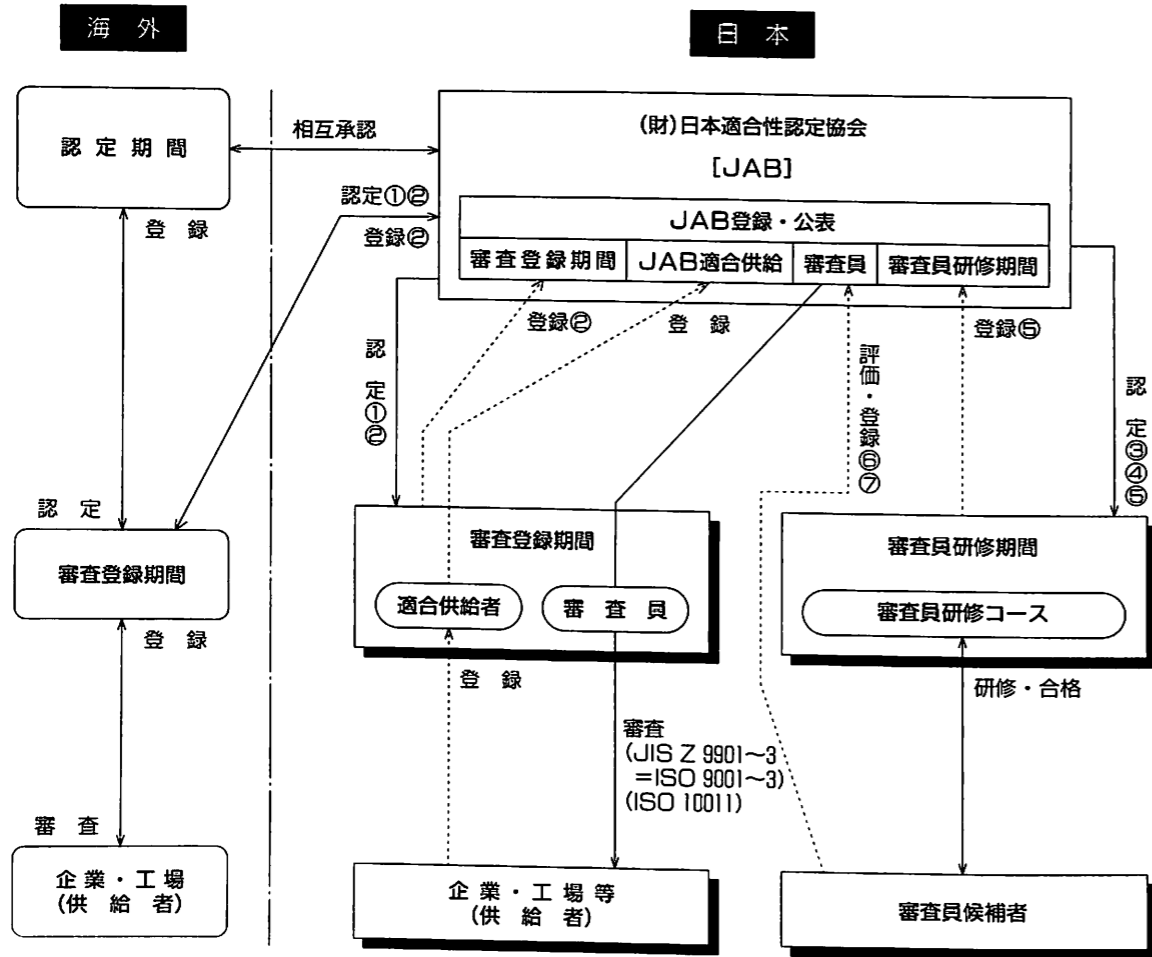 海外
日本
認定期間
相互承認
(財)日本適合性認定協会
[JAB]
認定①②
登録②
登録
JAB登録・公表
審査登録期間
JAB適合供給
審査員
審査員研修期間
登録②
登録
登録⑤
認定①②
評価・登録⑥⑦
認定③④⑤
認定
審査登録期間
登録
審査登録期間
適合供給者
審査員
審査員研修期間
審査員研修コース
登録
研修・合格
審査
(JIS Z 9901~3
=ISO 9001~3)
(ISO 10011)
審査
企業・工場
(供給者)
企業・工場等
(供給者)
審査員候補者